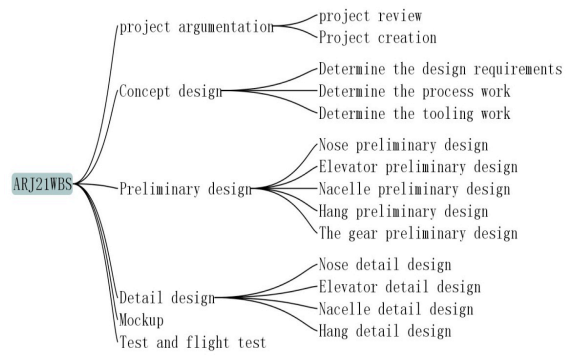 ARJ21WBS
project argumentation
project review
Project creation
Concept design
Determine the design requirements
Determine the process work
Determine the tooling work
Preliminary design
Nose preliminary design
Elevator preliminary design
Nacelle preliminary design
Hang preliminary design
The gear preliminary design
Detail design
Nose detail design
Elevator detail design
Nacelle detail design
Hang detail design
Mockup
Test and flight test